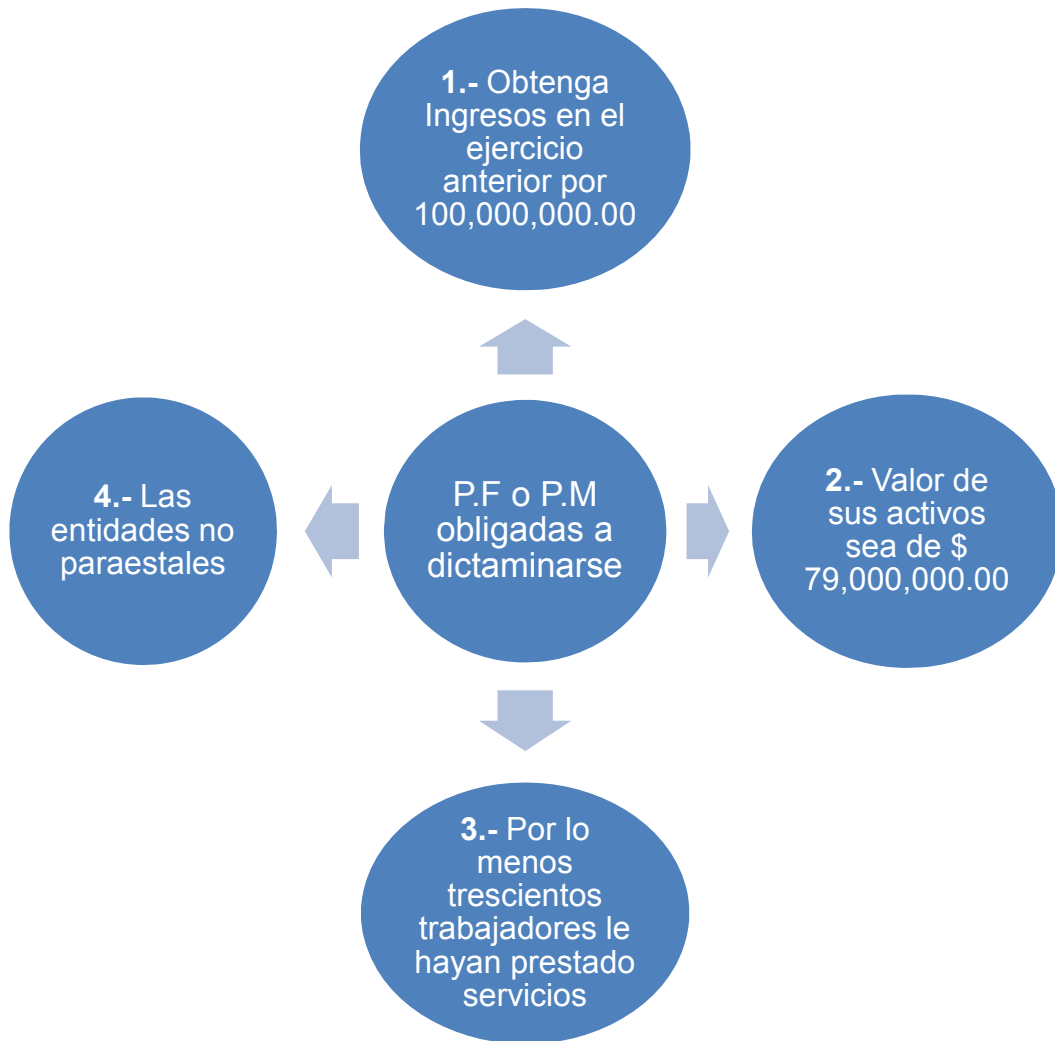 1.- Obtenga
Ingresos en el
ejercicio
anterior por
100,000,000.00
4.- Las
entidades no
paraestales
P.F o P.M
obligadas a
dictaminarse
2.- Valor de
sus activos
sea de $
79,000,000.00
3.- Por lo
menos
trescientos
trabajadores le
hayan prestado
servicios